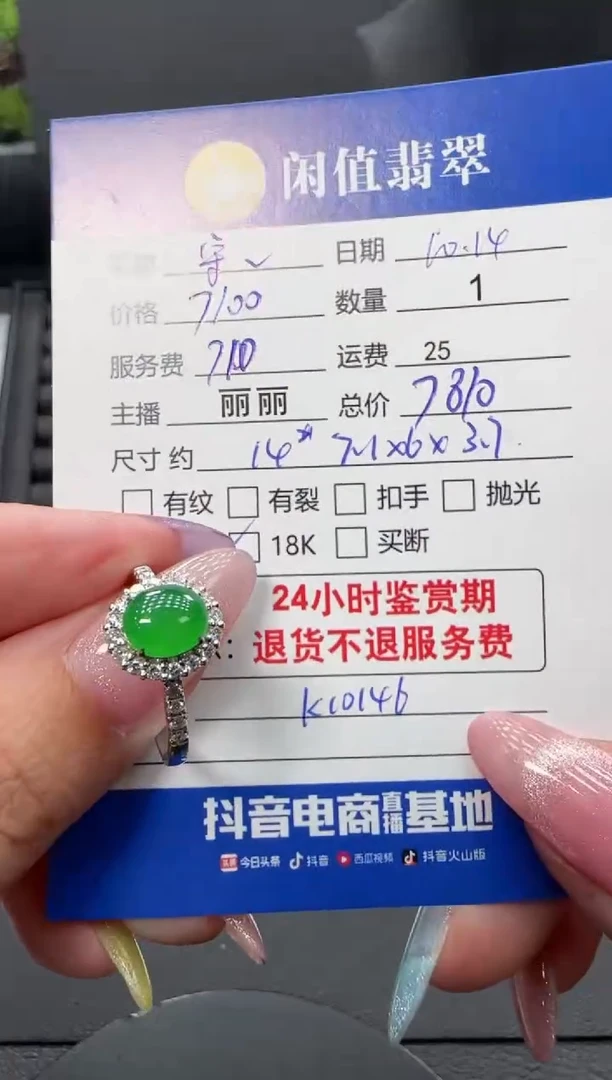 闲值翡翠
日期 10.14
价格 7100 数量 1
服务费 710 运费 25
主播 丽丽 总价 7810
尺寸 约 14# 7.1x6x3.7
有纹 有裂 扣手 抛光
18K 买断
24小时鉴赏期
退货不退服务费
K10146
抖音电商直播基地
头条 今日头条 抖音 西瓜视频 抖音火山版